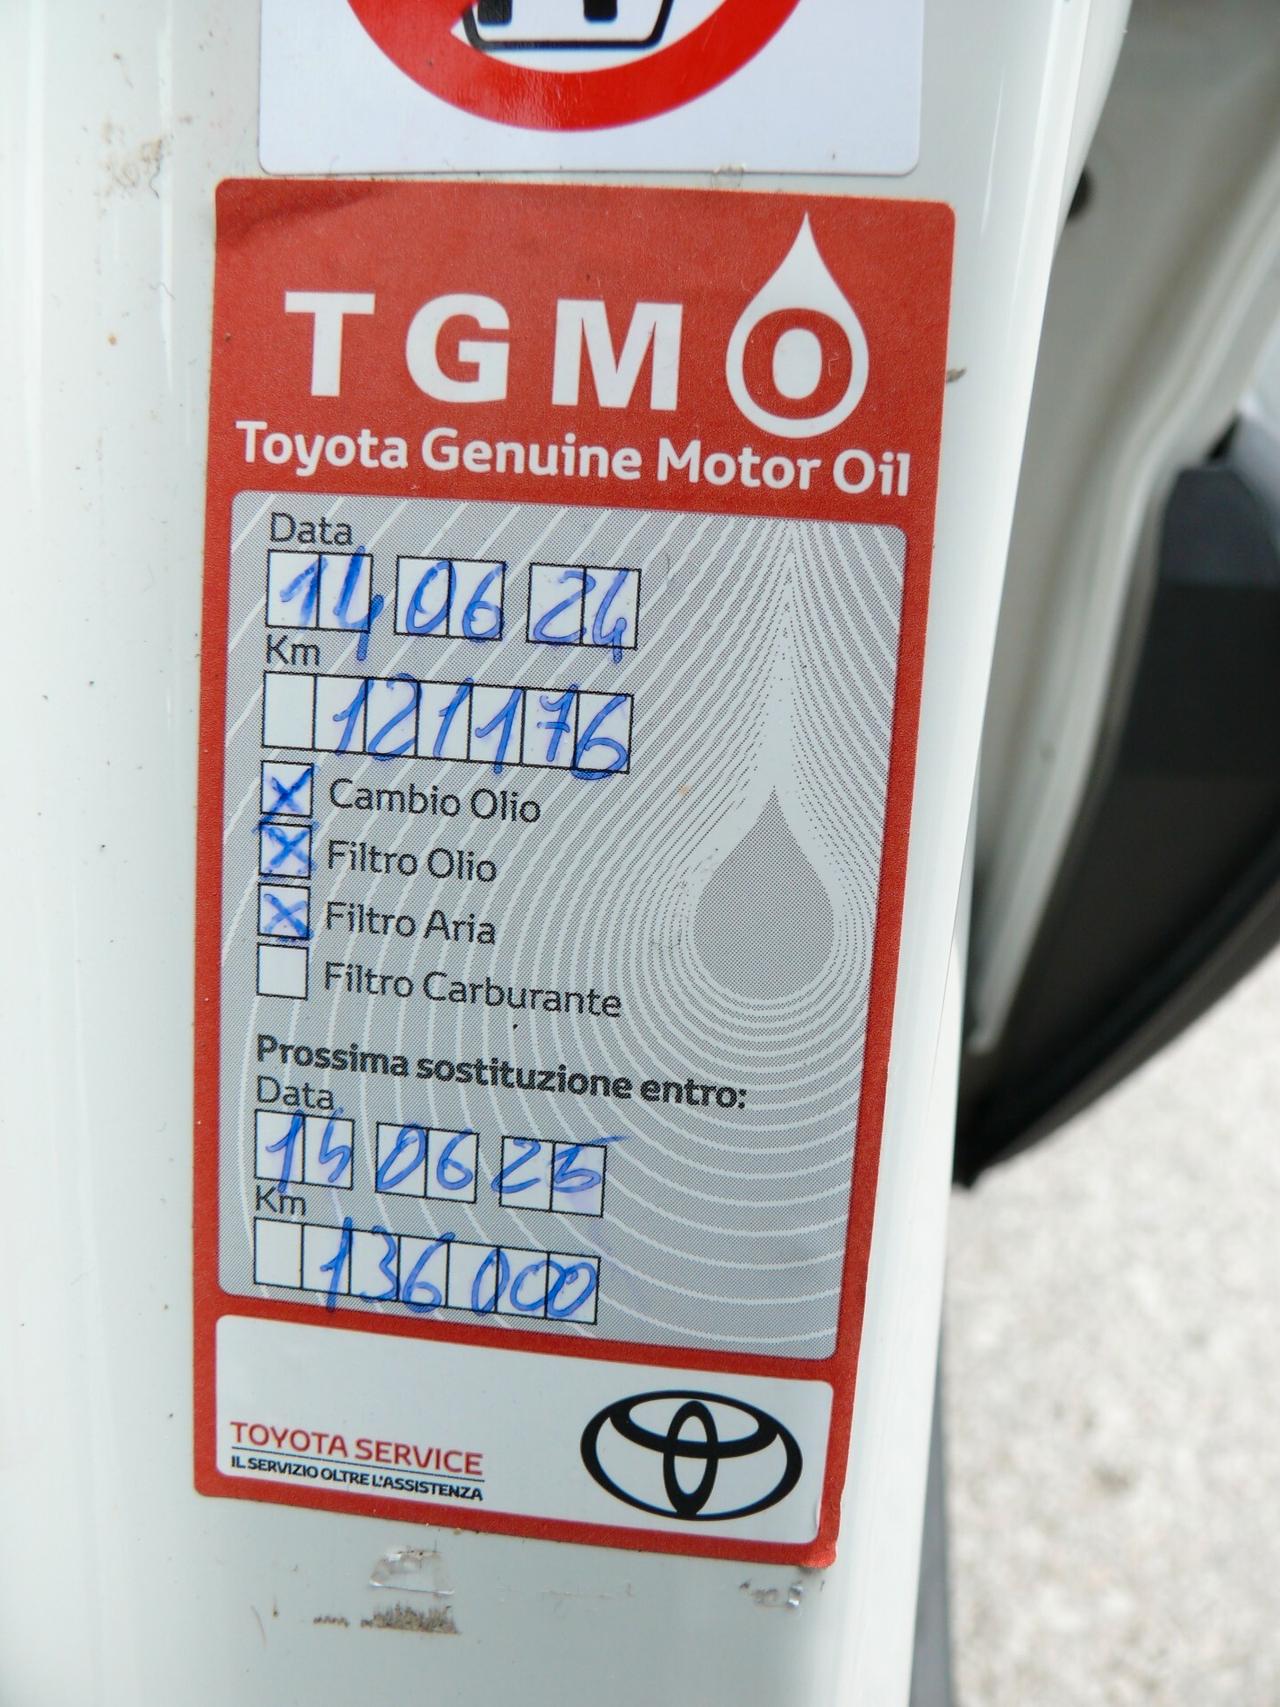 TGMO
Toyota Genuine Motor Oil
Data
14 06 24
Km
121176
X Cambio Olio
X Filtro Olio
X Filtro Aria
Filtro Carburante
Prossima sostituzione entro:
Data
14 06 25
Km
136000
TOYOTA SERVICE
IL SERVIZIO OLTRE L'ASSISTENZA